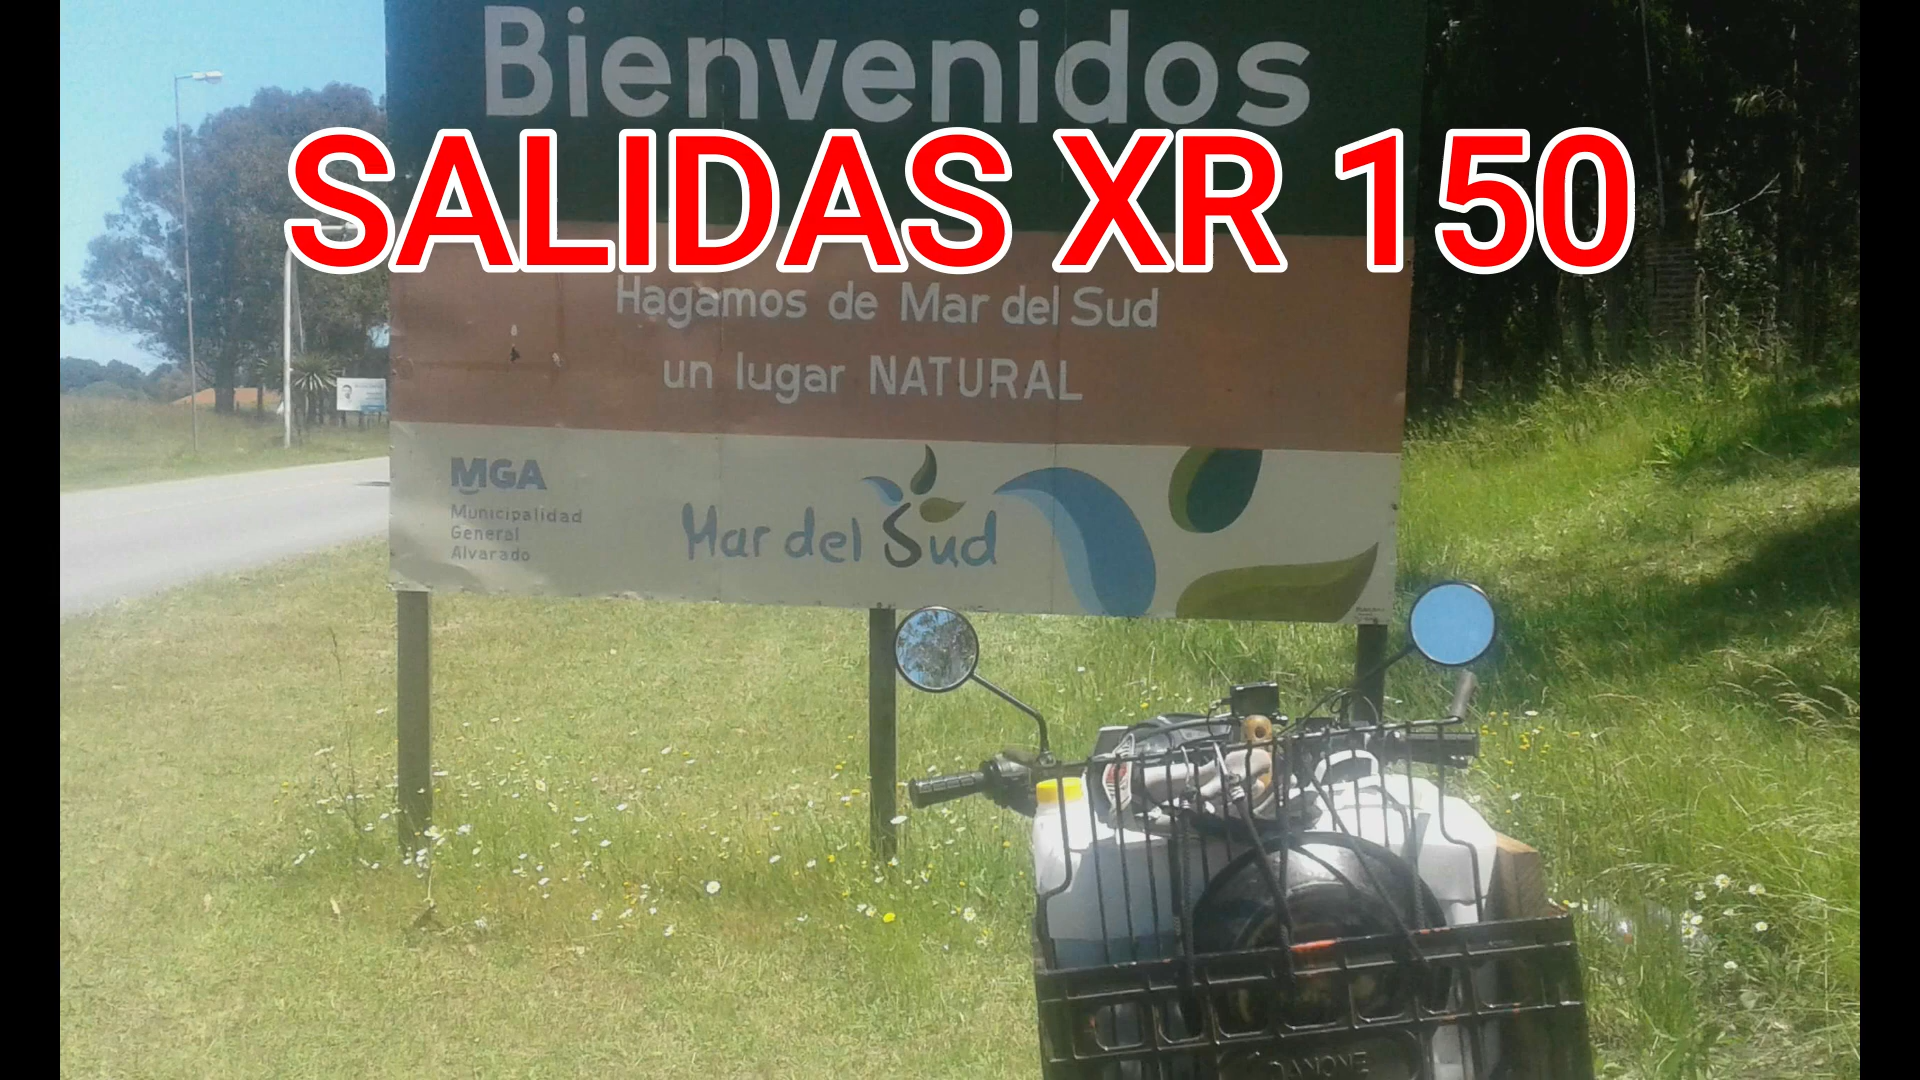 Bienvenidos
SALIDAS XR 150
Hagamos de Mar del Sud
un lugar NATURAL
MGA
Municipalidad
General
Alvarado
Mar del Sud
DANONE